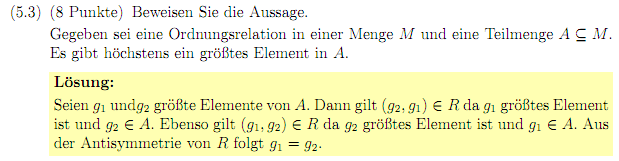 (5.3) (8 Punkte) Beweisen Sie die Aussage.
Gegeben sei eine Ordnungsrelation in einer Menge M und eine Teilmenge A ⊆ M.
Es gibt höchstens ein größtes Element in A.
Lösung:
Seien g₁ undg₂ größte Elemente von A. Dann gilt (g₂, g₁) ∈ R da g₁ größtes Element
ist und g₂ ∈ A. Ebenso gilt (g₁, g₂) ∈ R da g₂ größtes Element ist und g₁ ∈ A. Aus
der Antisymmetrie von R folgt g₁ = g₂.